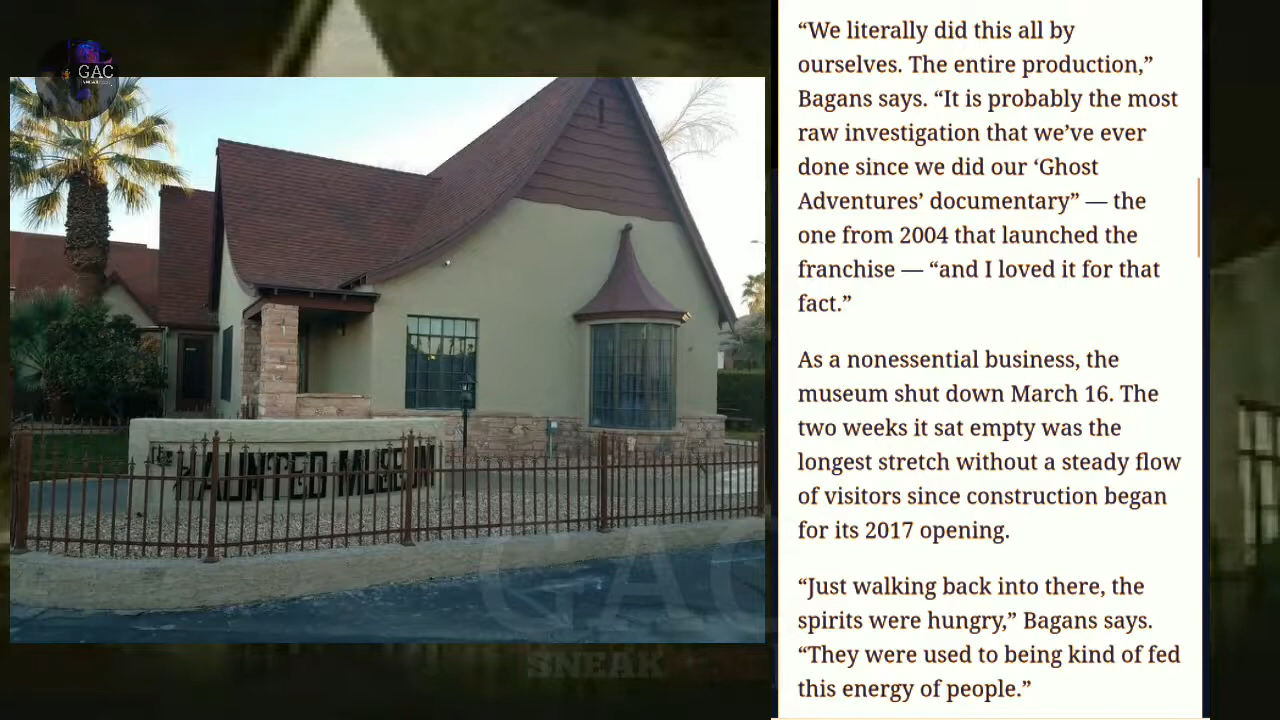 GAC
THE HAUNTED MUSEUM
GAC
SNEAK
“We literally did this all by
ourselves. The entire production,”
Bagans says. “It is probably the most
raw investigation that we’ve ever
done since we did our ‘Ghost
Adventures’ documentary” — the
one from 2004 that launched the
franchise — “and I loved it for that
fact.”
As a nonessential business, the
museum shut down March 16. The
two weeks it sat empty was the
longest stretch without a steady flow
of visitors since construction began
for its 2017 opening.
“Just walking back into there, the
spirits were hungry,” Bagans says.
“They were used to being kind of fed
this energy of people.”